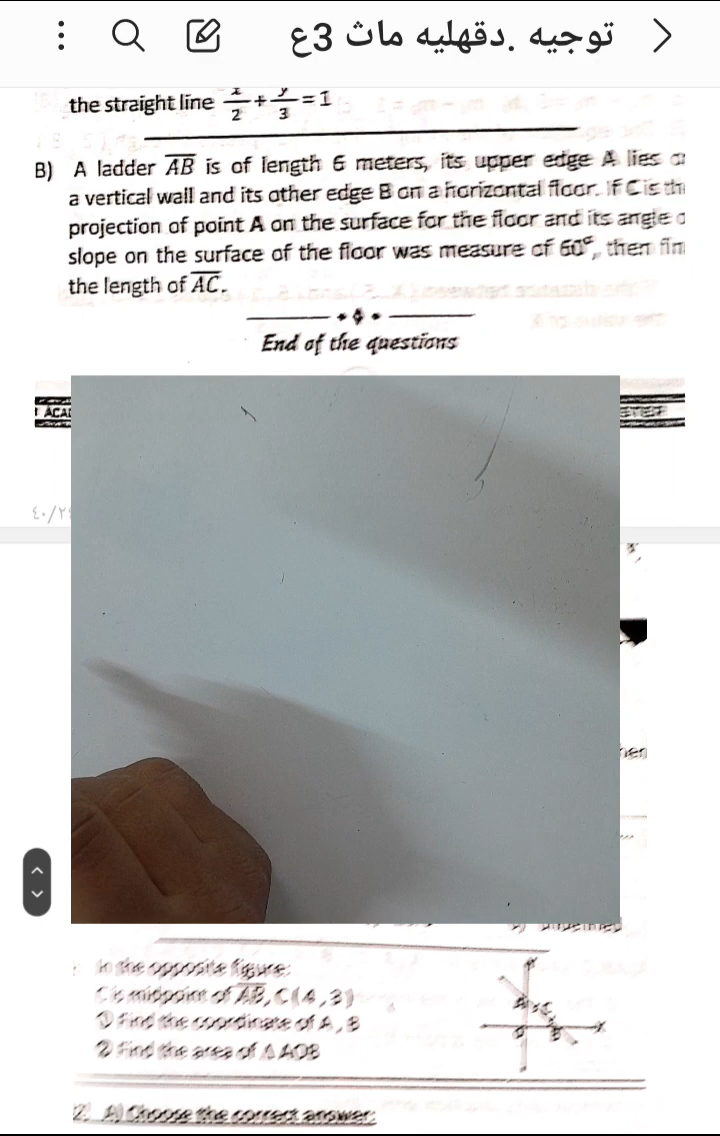 توجيه .دقهليه ماث 3ع
the straight line x/2 + y/3 = 1
B) A ladder AB is of length 6 meters, its upper edge A lies
a vertical wall and its other edge B on a horizontal floor. If C is th
projection of point A on the surface for the floor and its angle
slope on the surface of the floor was measure of 60°, then fin
the length of AC.
End of the questions
ACA
hen
In the opposite figure:
C is midpoint of AB, C(4,3)
① Find the coordinate of A, B
② Find the area of Δ AOB
2. A) Choose the correct answer: